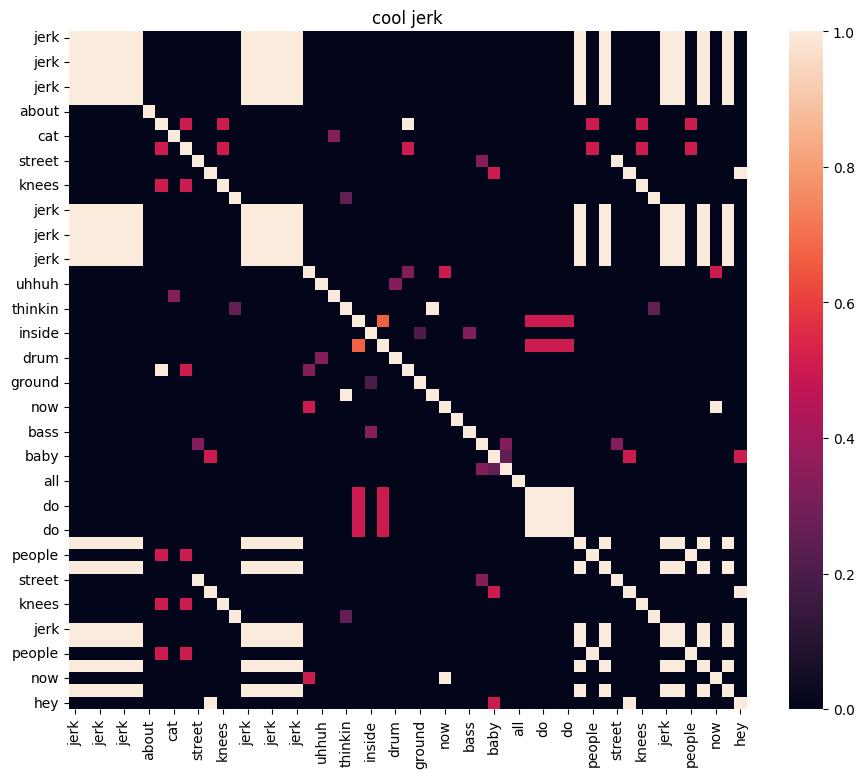 cool jerk
jerk
jerk
jerk
about
cat
street
knees
jerk
jerk
jerk
uhhuh
thinkin
inside
drum
ground
now
bass
baby
all
do
do
people
street
knees
jerk
people
now
hey
1.0
0.8
0.6
0.4
0.2
0.0
jerk
jerk
jerk
about
cat
street
knees
jerk
jerk
jerk
uhhuh
thinkin
inside
drum
ground
now
bass
baby
all
do
do
people
street
knees
jerk
people
now
hey